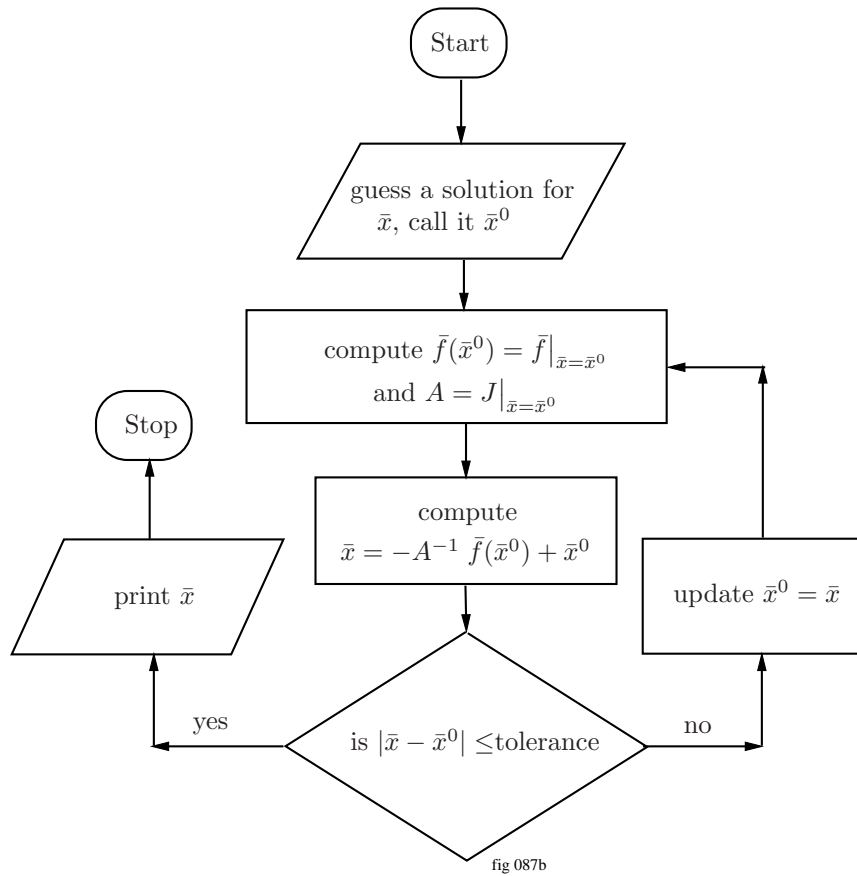 Start
guess a solution for
x̄, call it x̄⁰
compute f̄(x̄⁰) = f̄|ₓ̄₌ₓ̄⁰
and A = J|ₓ̄₌ₓ̄⁰
Stop
compute
x̄ = −A⁻¹ f̄(x̄⁰) + x̄⁰
print x̄
update x̄⁰ = x̄
yes
is |x̄ − x̄⁰| ≤tolerance
no
fig 087b